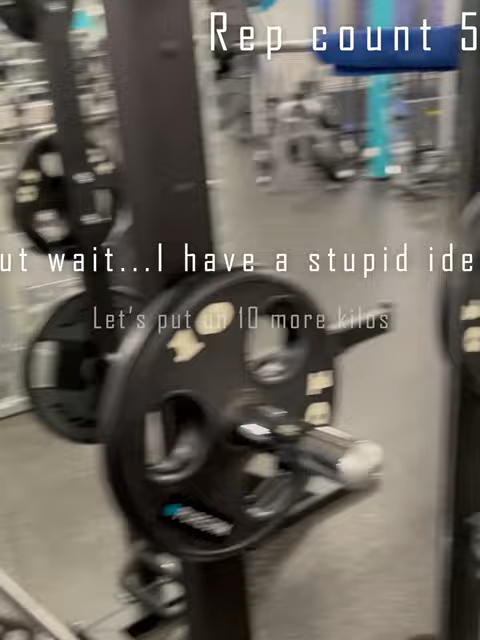 Rep count 5
ut wait...I have a stupid ide
Let's put on 10 more kilos